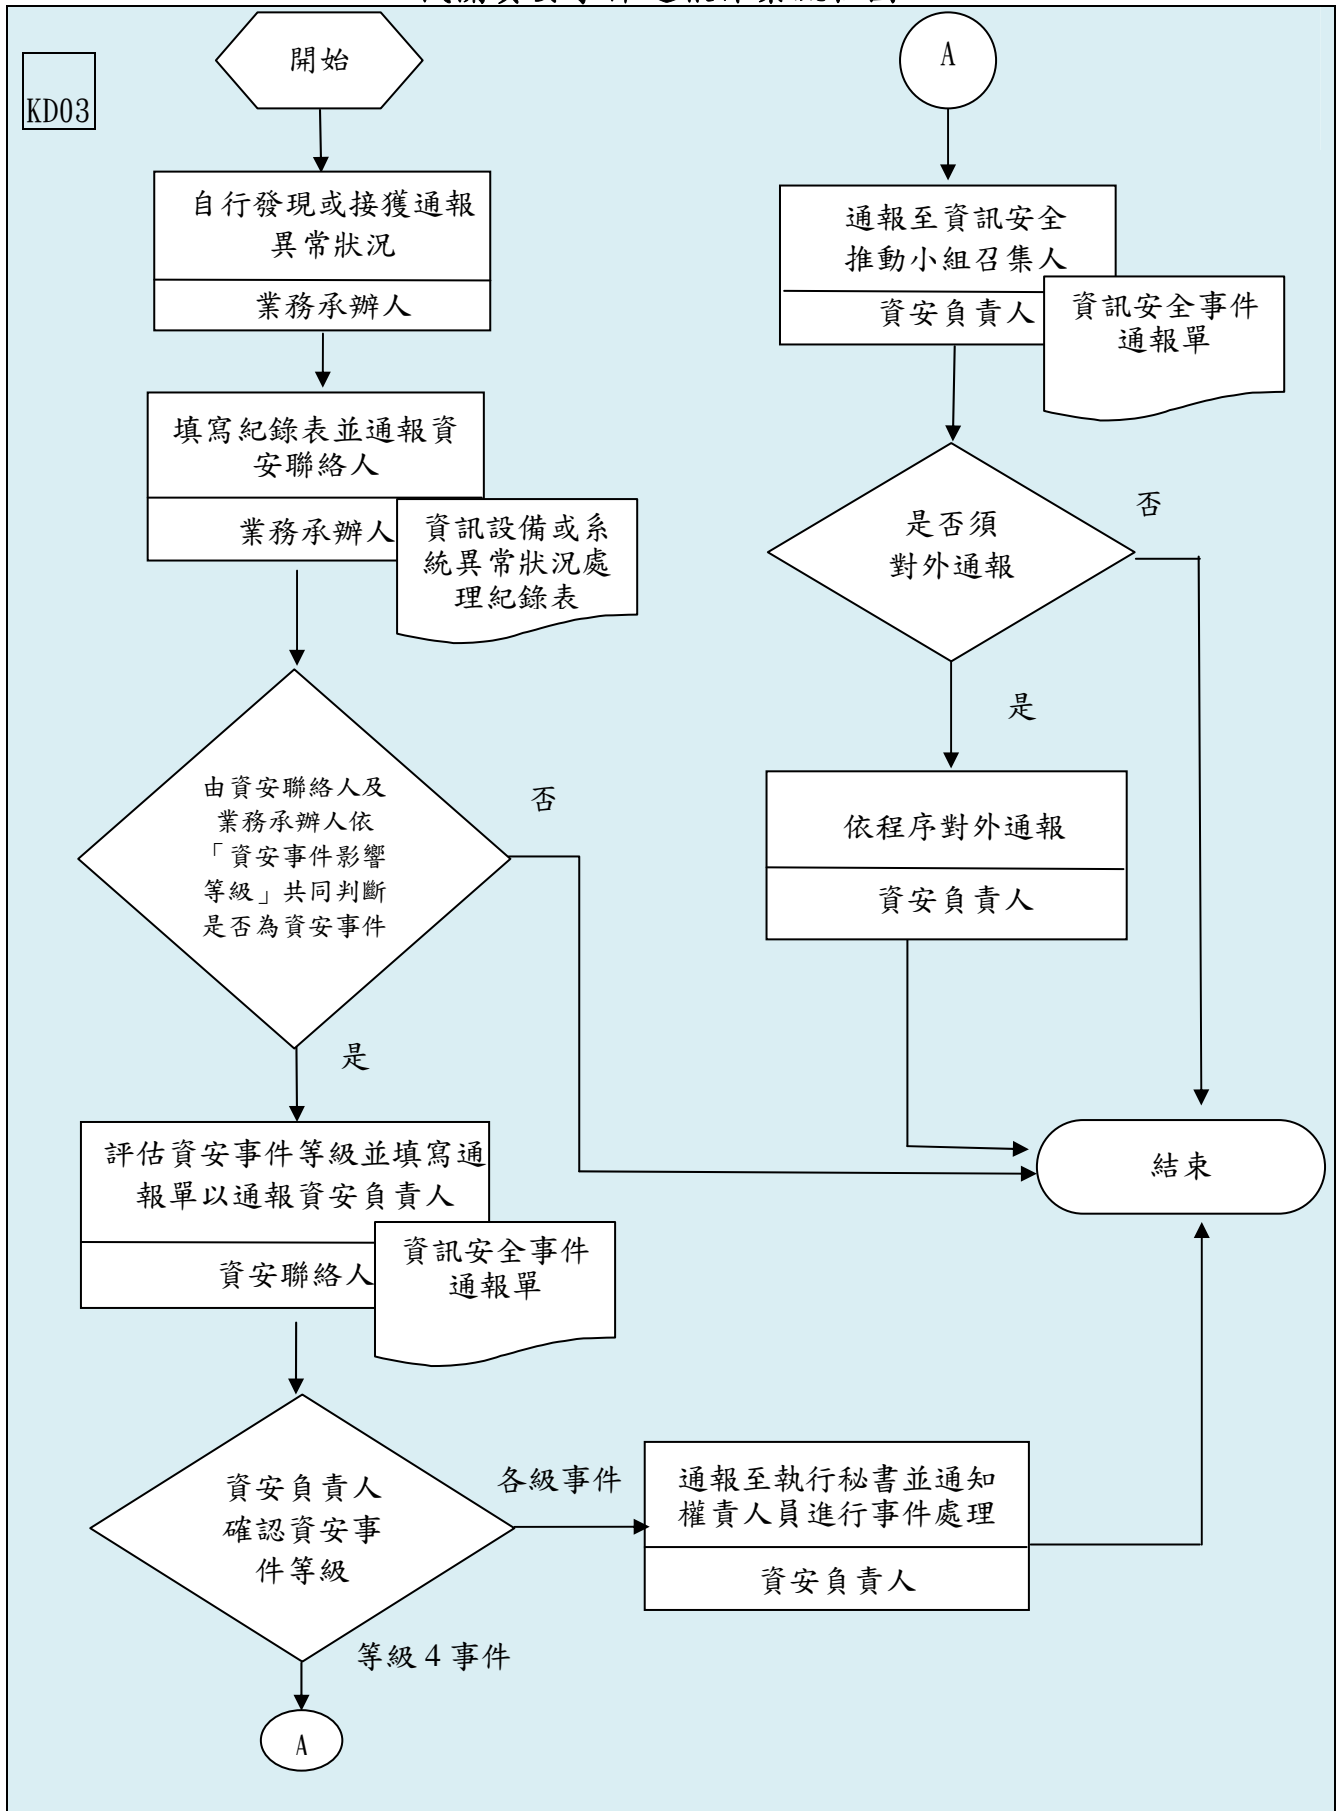 KD03
開始
自行發現或接獲通報
異常狀況
業務承辦人
填寫紀錄表並通報資
安聯絡人
業務承辦人
資訊設備或系
統異常狀況處
理紀錄表
由資安聯絡人及
業務承辦人依
「資安事件影響
等級」共同判斷
是否為資安事件
否
是
評估資安事件等級並填寫通
報單以通報資安負責人
資安聯絡人
資訊安全事件
通報單
資安負責人
確認資安事
件等級
各級事件
通報至執行秘書並通知
權責人員進行事件處理
資安負責人
等級 4 事件
A
A
通報至資訊安全
推動小組召集人
資安負責人
資訊安全事件
通報單
是否須
對外通報
否
是
依程序對外通報
資安負責人
結束